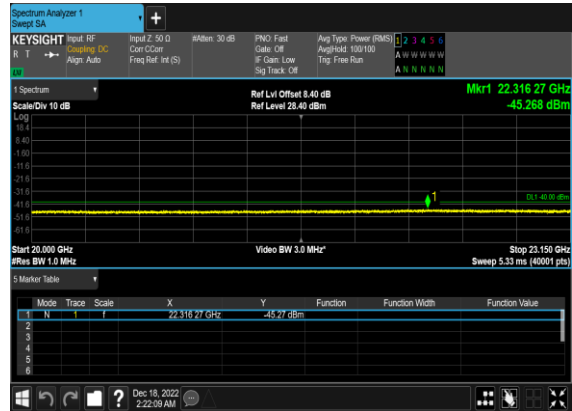 Spectrum Analyzer 1
Swept SA
+
KEYSIGHT Input: RF Input Z: 50 Ω #Atten: 30 dB PNO: Fast Avg Type: Power (RMS) 1 2 3 4 5 6
R T Coupling: DC Corr CCorr Gate: Off Avg|Hold: 100/100 A W W W W W
Align: Auto Freq Ref: Int (S) IF Gain: Low Trig: Free Run
Sig Track: Off A N N N N N
1 Spectrum Ref Lvl Offset 8.40 dB Mkr1 22.316 27 GHz
Scale/Div 10 dB Ref Level 28.40 dBm -45.268 dBm
Log
18.4
8.40
-1.60
-11.6
-21.6
-31.6 1
DL1 -40.00 dBm
-41.6
-51.6
-61.6
Start 20.000 GHz Video BW 3.0 MHz* Stop 23.150 GHz
#Res BW 1.0 MHz Sweep 5.33 ms (40001 pts)
5 Marker Table
Mode Trace Scale X Y Function Function Width Function Value
1 N 1 f 22.316 27 GHz -45.27 dBm
2
3
4
5
6
? Dec 18, 2022
2:22:09 AM